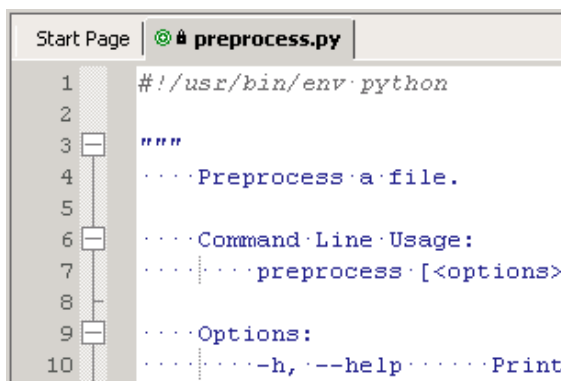 Start Page preprocess.py
1 #!/usr/bin/env python
2
3 """
4 Preprocess a file.
5
6 Command Line Usage:
7 preprocess [<options>
8
9 Options:
10 -h, --help Print